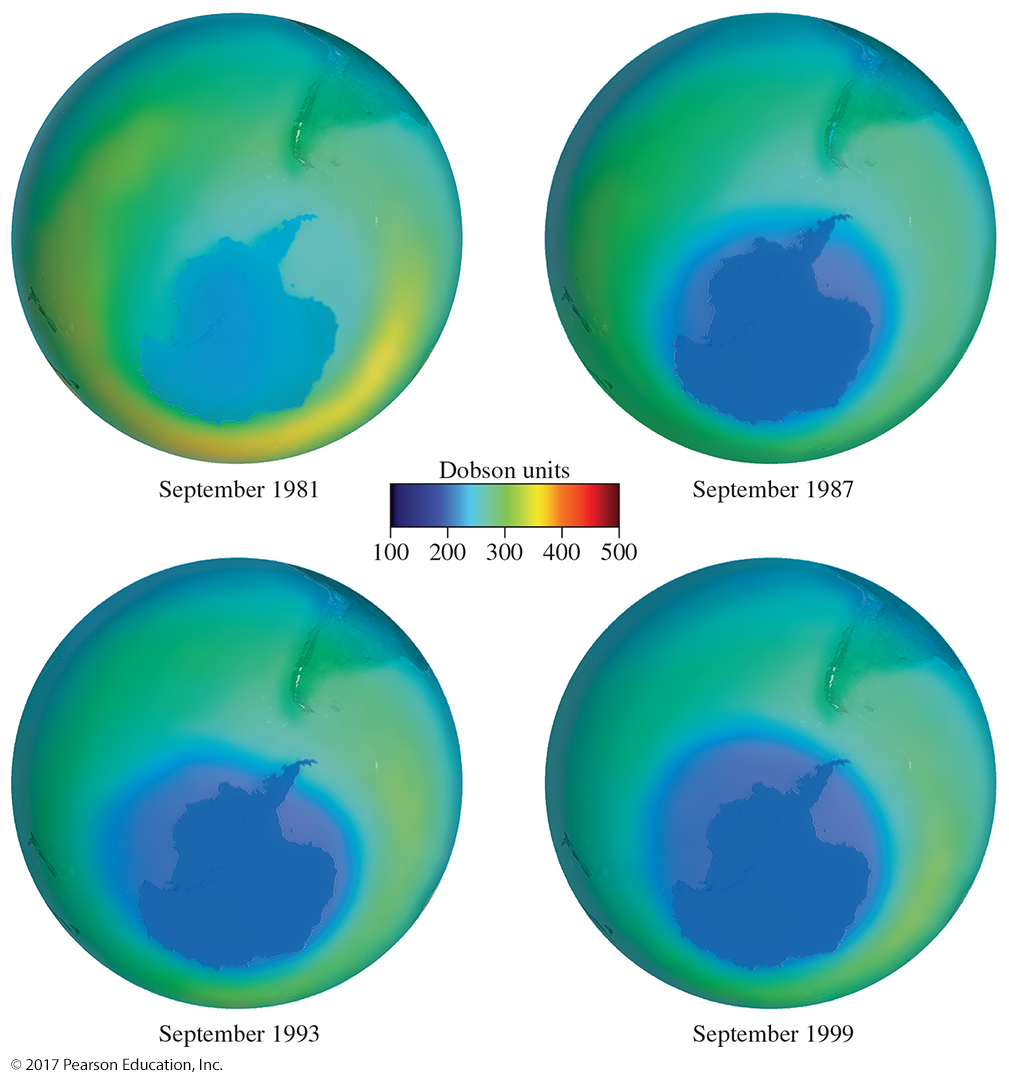 September 1981
September 1987
Dobson units
100 200 300 400 500
September 1993
September 1999
© 2017 Pearson Education, Inc.